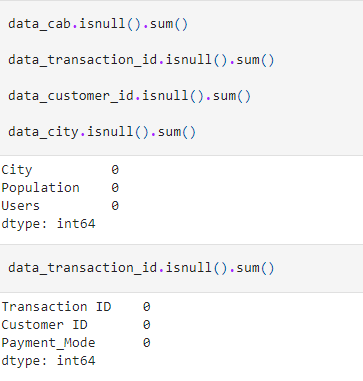 data_cab.isnull().sum()
data_transaction_id.isnull().sum()
data_customer_id.isnull().sum()
data_city.isnull().sum()
City          0
Population    0
Users         0
dtype: int64
data_transaction_id.isnull().sum()
Transaction ID    0
Customer ID       0
Payment_Mode      0
dtype: int64